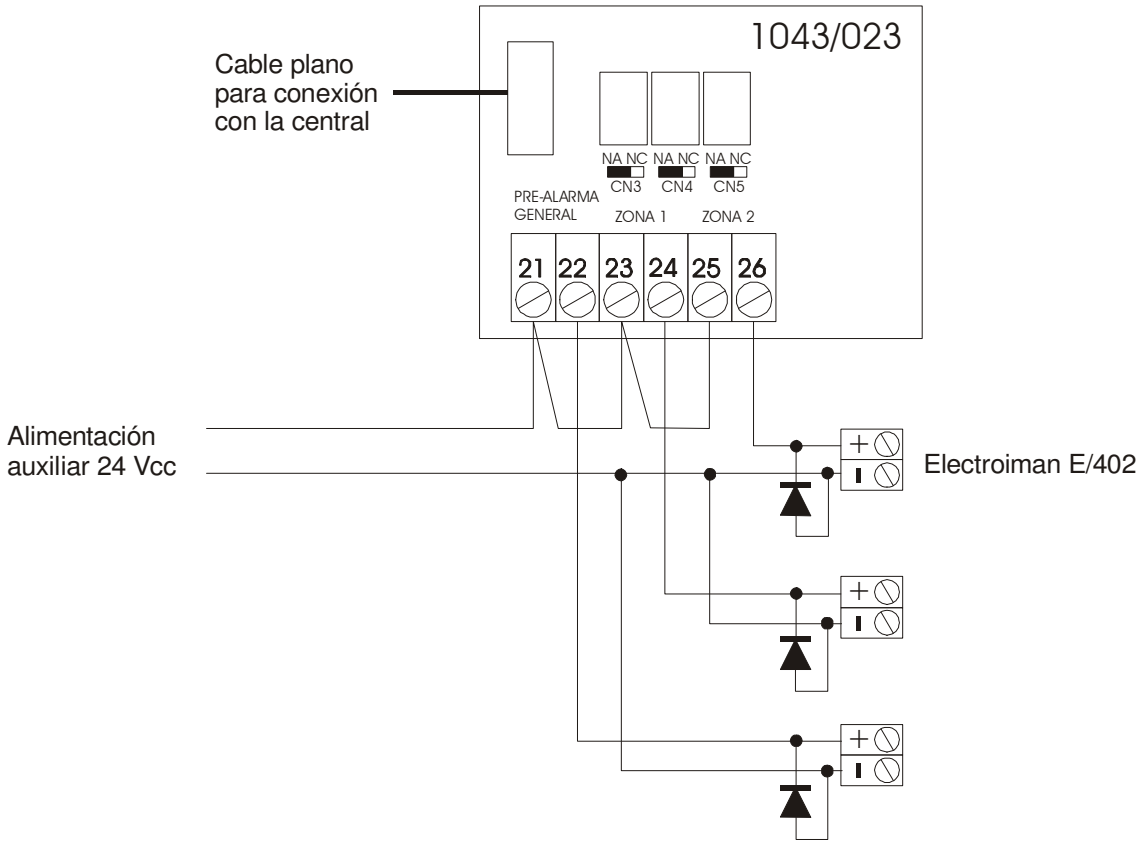 1043/023
Cable plano
para conexión
con la central
NA NC NA NC NA NC
CN3 CN4 CN5
PRE-ALARMA
GENERAL ZONA 1 ZONA 2
21 22 23 24 25 26
Alimentación
auxiliar 24 Vcc
+
-
Electroiman E/402
+
-
+
-